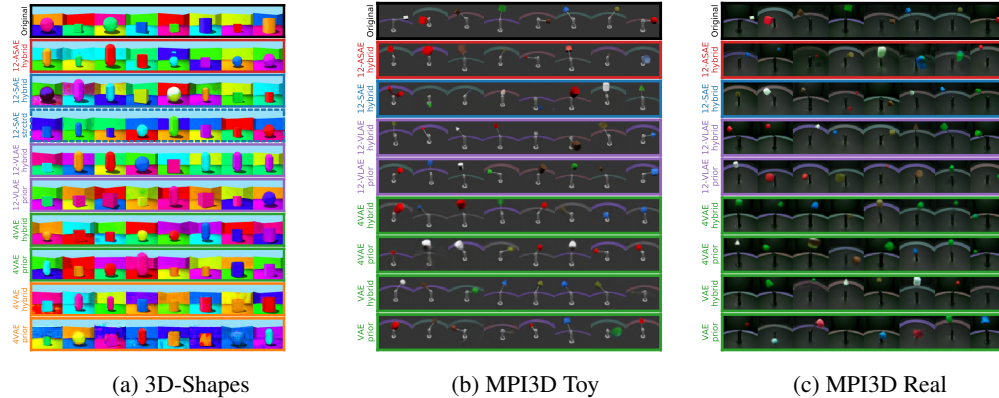 Original
12-ASAE
hybrid
12-SAE
hybrid
12-SAE
strctrd
12-VLAE
hybrid
12-VLAE
prior
4VAE
hybrid
4VAE
prior
4VAE
hybrid
4VAE
prior
(a) 3D-Shapes
Original
12-ASAE
hybrid
12-SAE
hybrid
12-VLAE
hybrid
12-VLAE
prior
4VAE
hybrid
4VAE
prior
VAE
hybrid
VAE
prior
(b) MPI3D Toy
Original
12-ASAE
hybrid
12-SAE
hybrid
12-VLAE
hybrid
12-VLAE
prior
4VAE
hybrid
4VAE
prior
VAE
hybrid
VAE
prior
(c) MPI3D Real